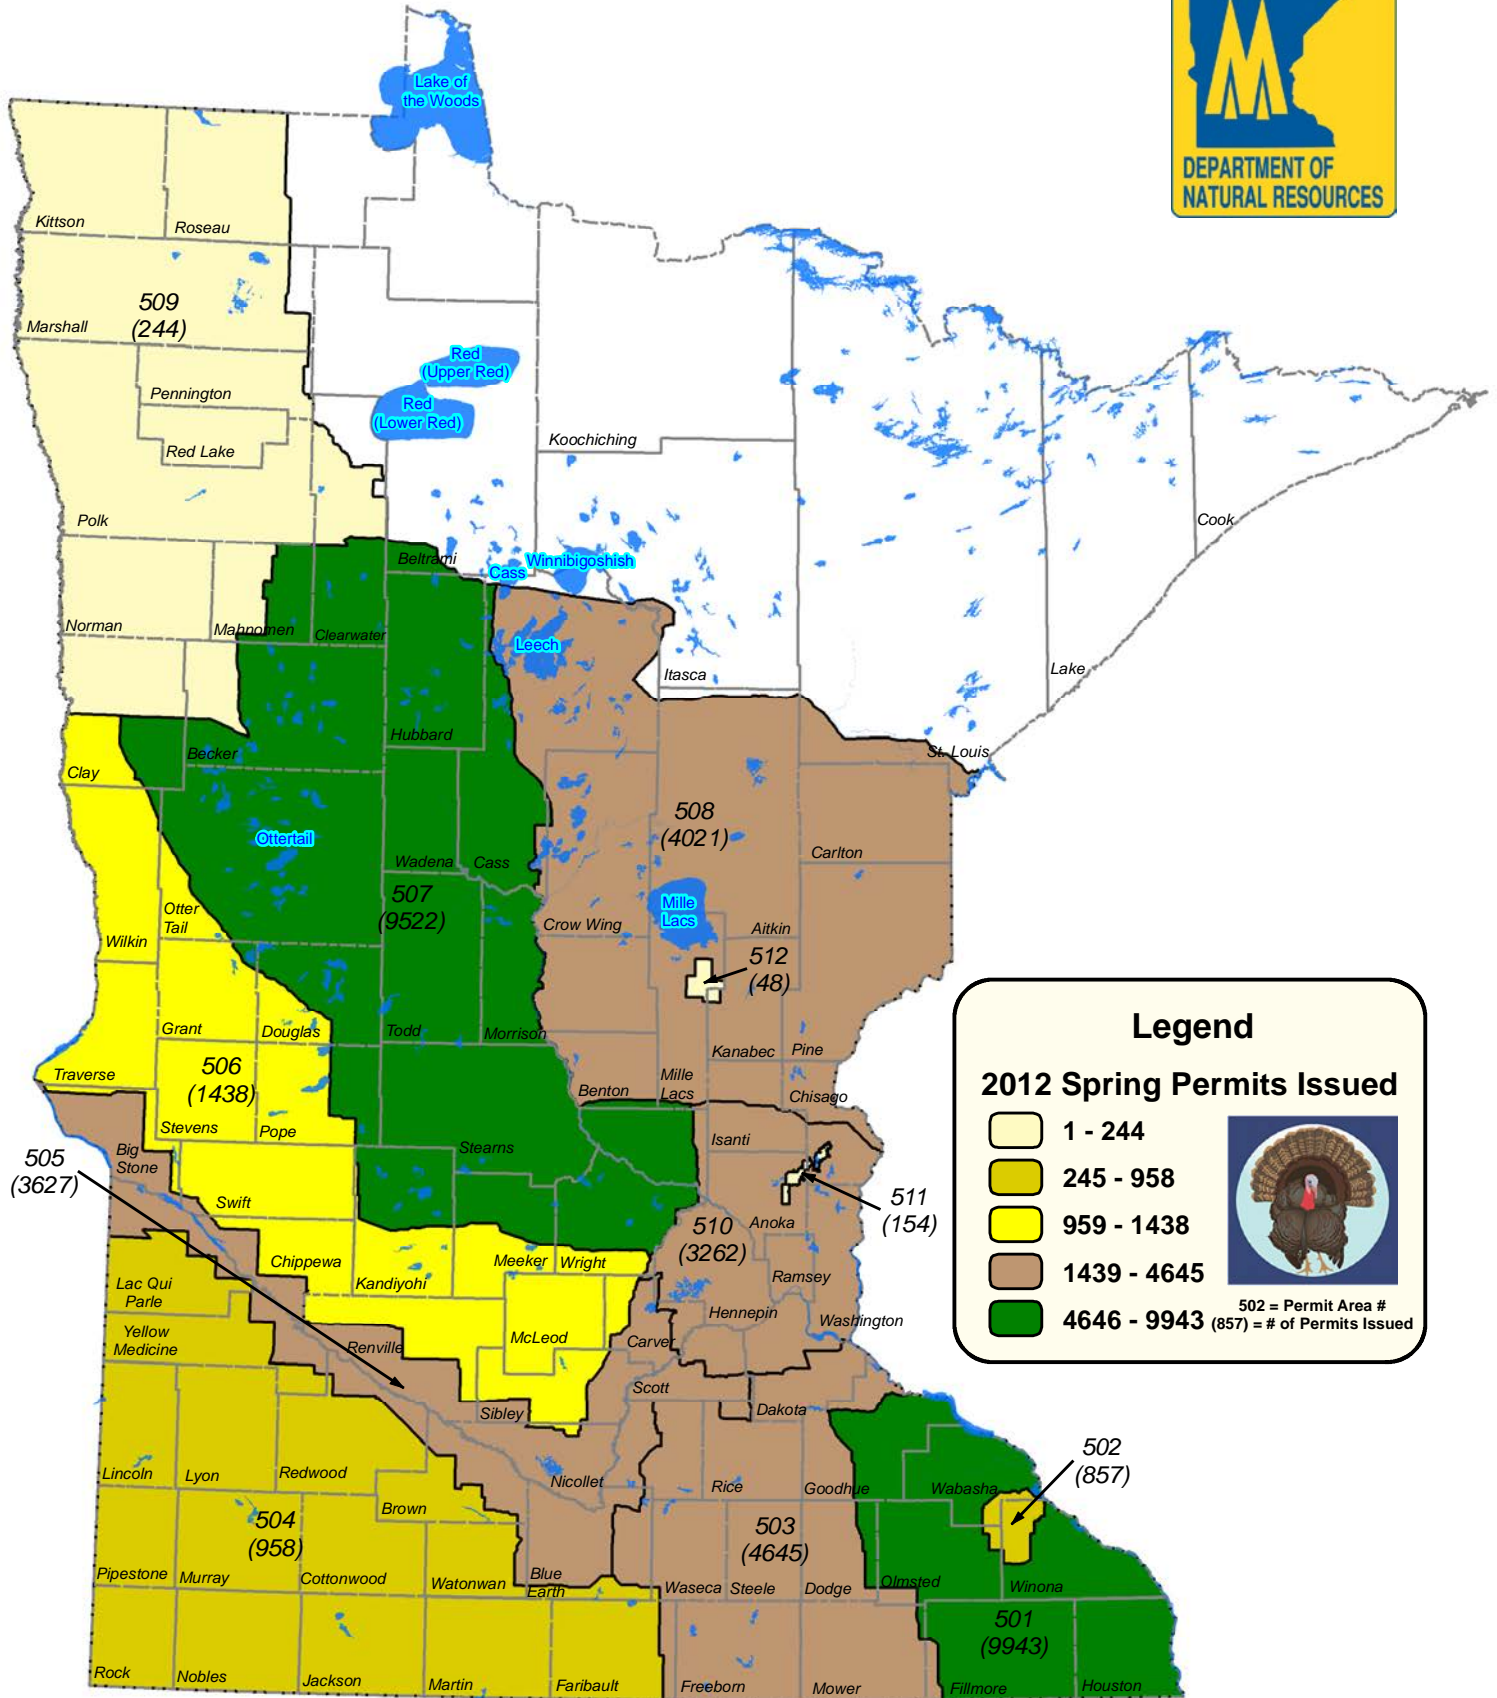 DEPARTMENT OF
NATURAL RESOURCES
Lake of
the Woods
Kittson
Roseau
509
(244)
Marshall
Red
(Upper Red)
Pennington
Red
(Lower Red)
Koochiching
Red Lake
Polk
Cook
Beltrami
Winnibigoshish
Cass
Norman
Mahnomen
Clearwater
Leech
Itasca
Lake
Hubbard
Becker
St. Louis
Clay
508
(4021)
Ottertail
Wadena
Cass
Carlton
507
(9522)
Mille
Lacs
Otter
Tail
Wilkin
Crow Wing
Aitkin
512
(48)
Grant
Douglas
Todd
Morrison
Kanabec
Pine
506
(1438)
Traverse
Benton
Mille
Lacs
Chisago
Stevens
Pope
Stearns
Isanti
Big
Stone
505
(3627)
Swift
511
(154)
510
(3262)
Anoka
Chippewa
Kandiyohi
Meeker
Wright
Lac Qui
Parle
Ramsey
Hennepin
Washington
Yellow
Medicine
Renville
McLeod
Carver
Scott
Sibley
Dakota
Lincoln
Lyon
Redwood
Nicollet
Rice
Goodhue
Wabasha
502
(857)
Brown
504
(958)
503
(4645)
Pipestone
Murray
Cottonwood
Watonwan
Blue
Earth
Waseca
Steele
Dodge
Olmsted
Winona
501
(9943)
Rock
Nobles
Jackson
Martin
Faribault
Freeborn
Mower
Fillmore
Houston
Legend
2012 Spring Permits Issued
1 - 244
245 - 958
959 - 1438
1439 - 4645
4646 - 9943
502 = Permit Area #
(857) = # of Permits Issued